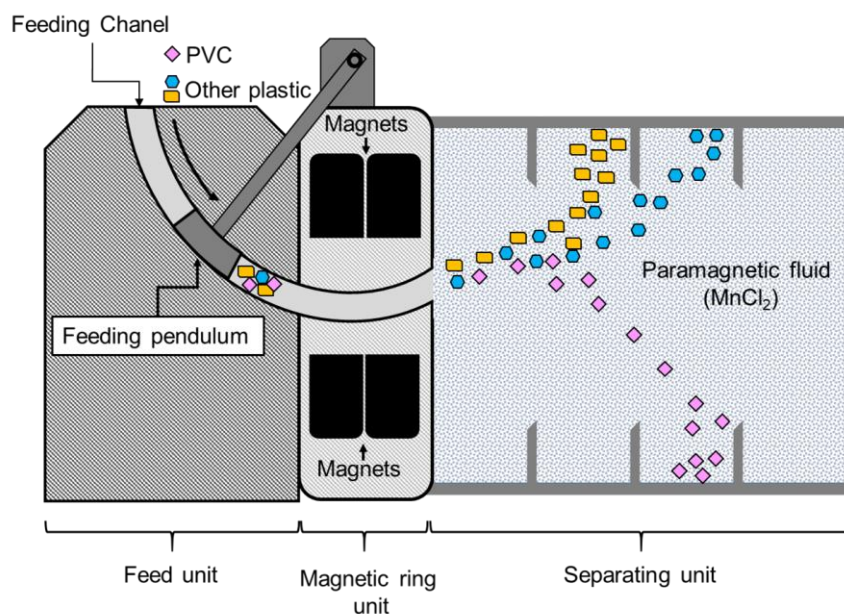 Feeding Chanel
PVC
Other plastic
Magnets
Paramagnetic fluid
(MnCl₂)
Feeding pendulum
Magnets
Feed unit
Magnetic ring
unit
Separating unit